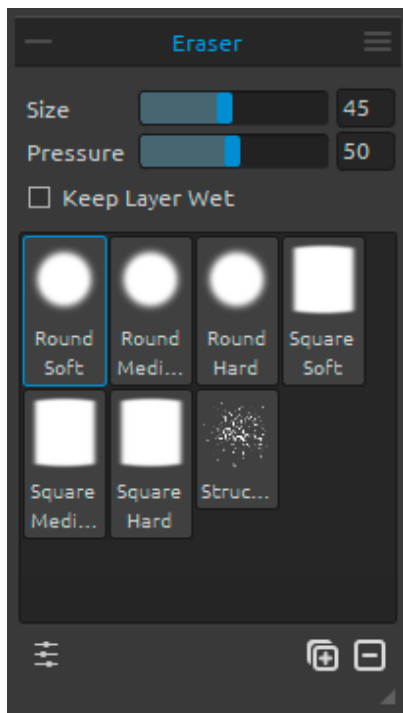 Eraser
Size 45
Pressure 50
Keep Layer Wet
Round Soft
Round Medi...
Round Hard
Square Soft
Square Medi...
Square Hard
Struc...